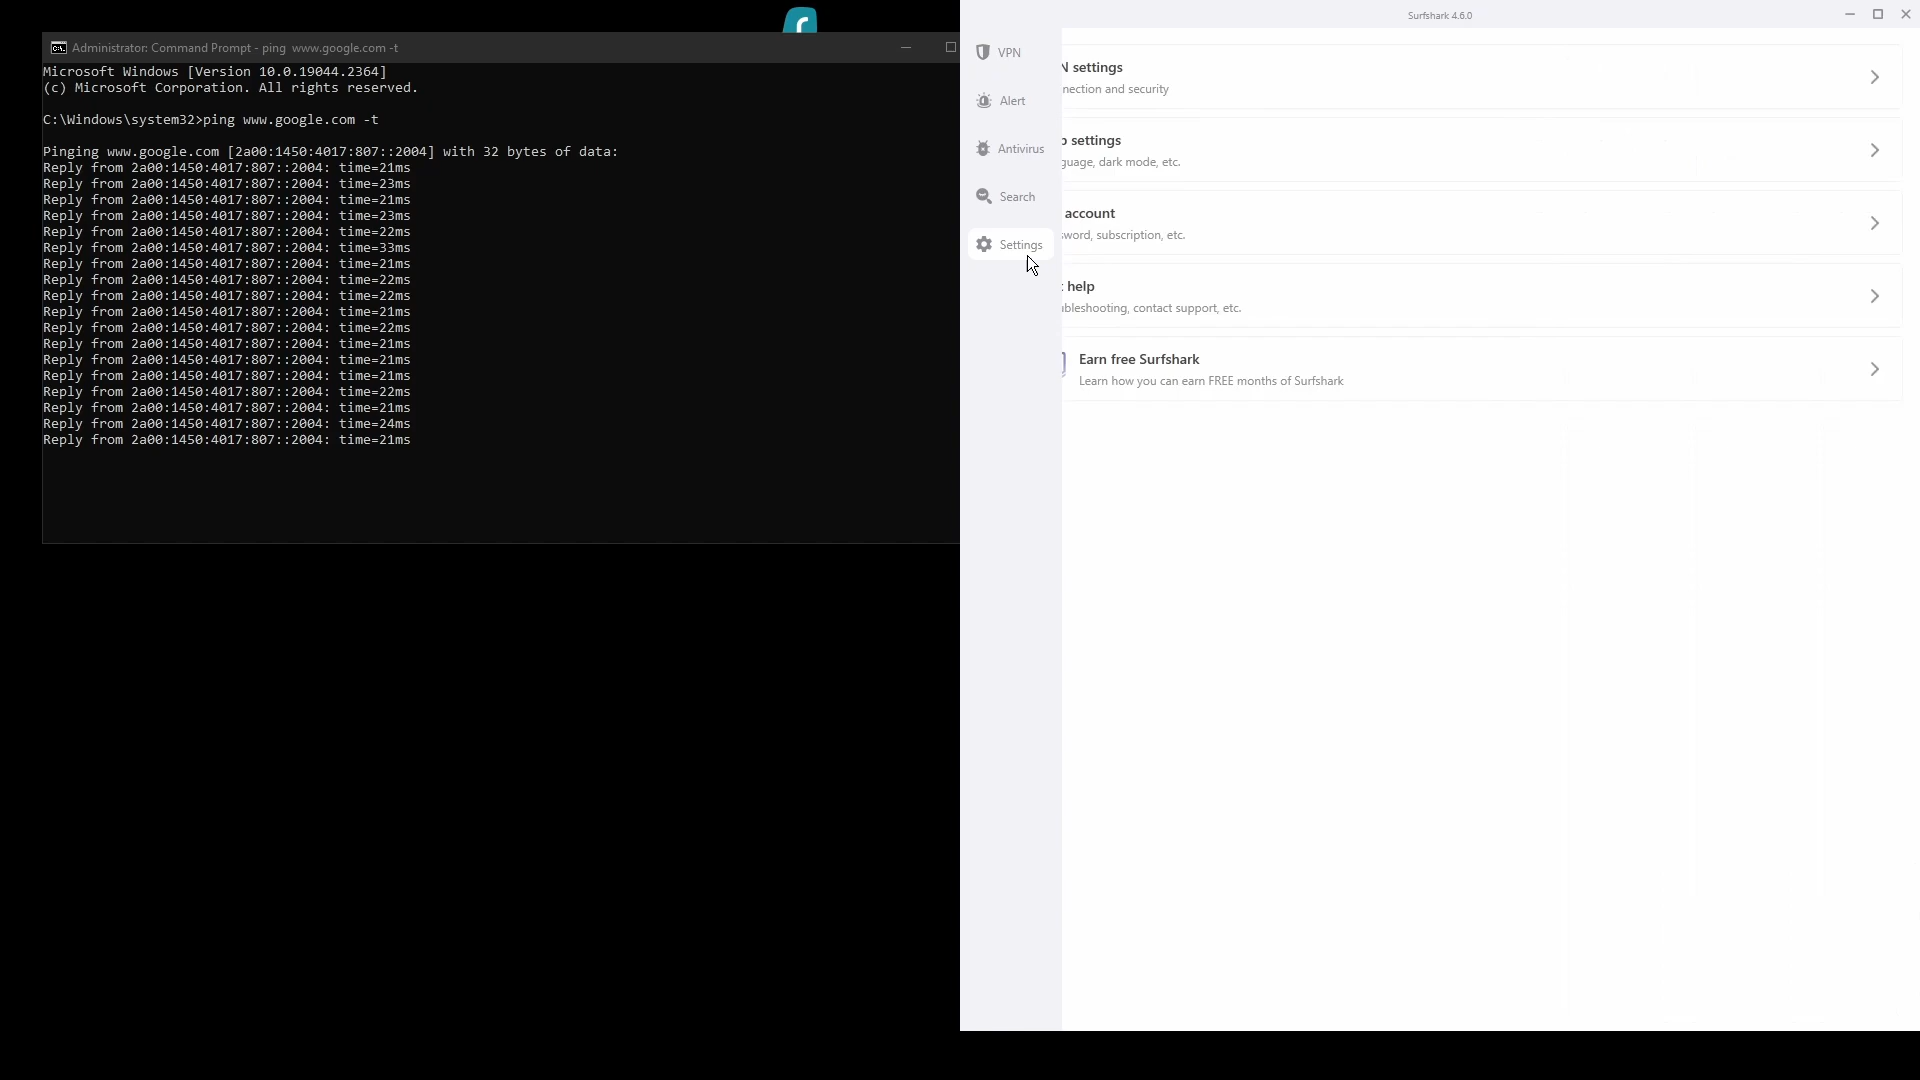 Administrator: Command Prompt - ping  www.google.com -t
Microsoft Windows [Version 10.0.19044.2364]
(c) Microsoft Corporation. All rights reserved.
C:\Windows\system32>ping www.google.com -t
Pinging www.google.com [2a00:1450:4017:807::2004] with 32 bytes of data:
Reply from 2a00:1450:4017:807::2004: time=21ms
Reply from 2a00:1450:4017:807::2004: time=23ms
Reply from 2a00:1450:4017:807::2004: time=21ms
Reply from 2a00:1450:4017:807::2004: time=23ms
Reply from 2a00:1450:4017:807::2004: time=22ms
Reply from 2a00:1450:4017:807::2004: time=33ms
Reply from 2a00:1450:4017:807::2004: time=21ms
Reply from 2a00:1450:4017:807::2004: time=22ms
Reply from 2a00:1450:4017:807::2004: time=22ms
Reply from 2a00:1450:4017:807::2004: time=21ms
Reply from 2a00:1450:4017:807::2004: time=22ms
Reply from 2a00:1450:4017:807::2004: time=21ms
Reply from 2a00:1450:4017:807::2004: time=21ms
Reply from 2a00:1450:4017:807::2004: time=21ms
Reply from 2a00:1450:4017:807::2004: time=22ms
Reply from 2a00:1450:4017:807::2004: time=21ms
Reply from 2a00:1450:4017:807::2004: time=24ms
Reply from 2a00:1450:4017:807::2004: time=21ms
Surfshark 4.6.0
VPN
Alert
Antivirus
Search
Settings
N settings
nection and security
settings
guage, dark mode, etc.
account
sword, subscription, etc.
help
ubleshooting, contact support, etc.
Earn free Surfshark
Learn how you can earn FREE months of Surfshark